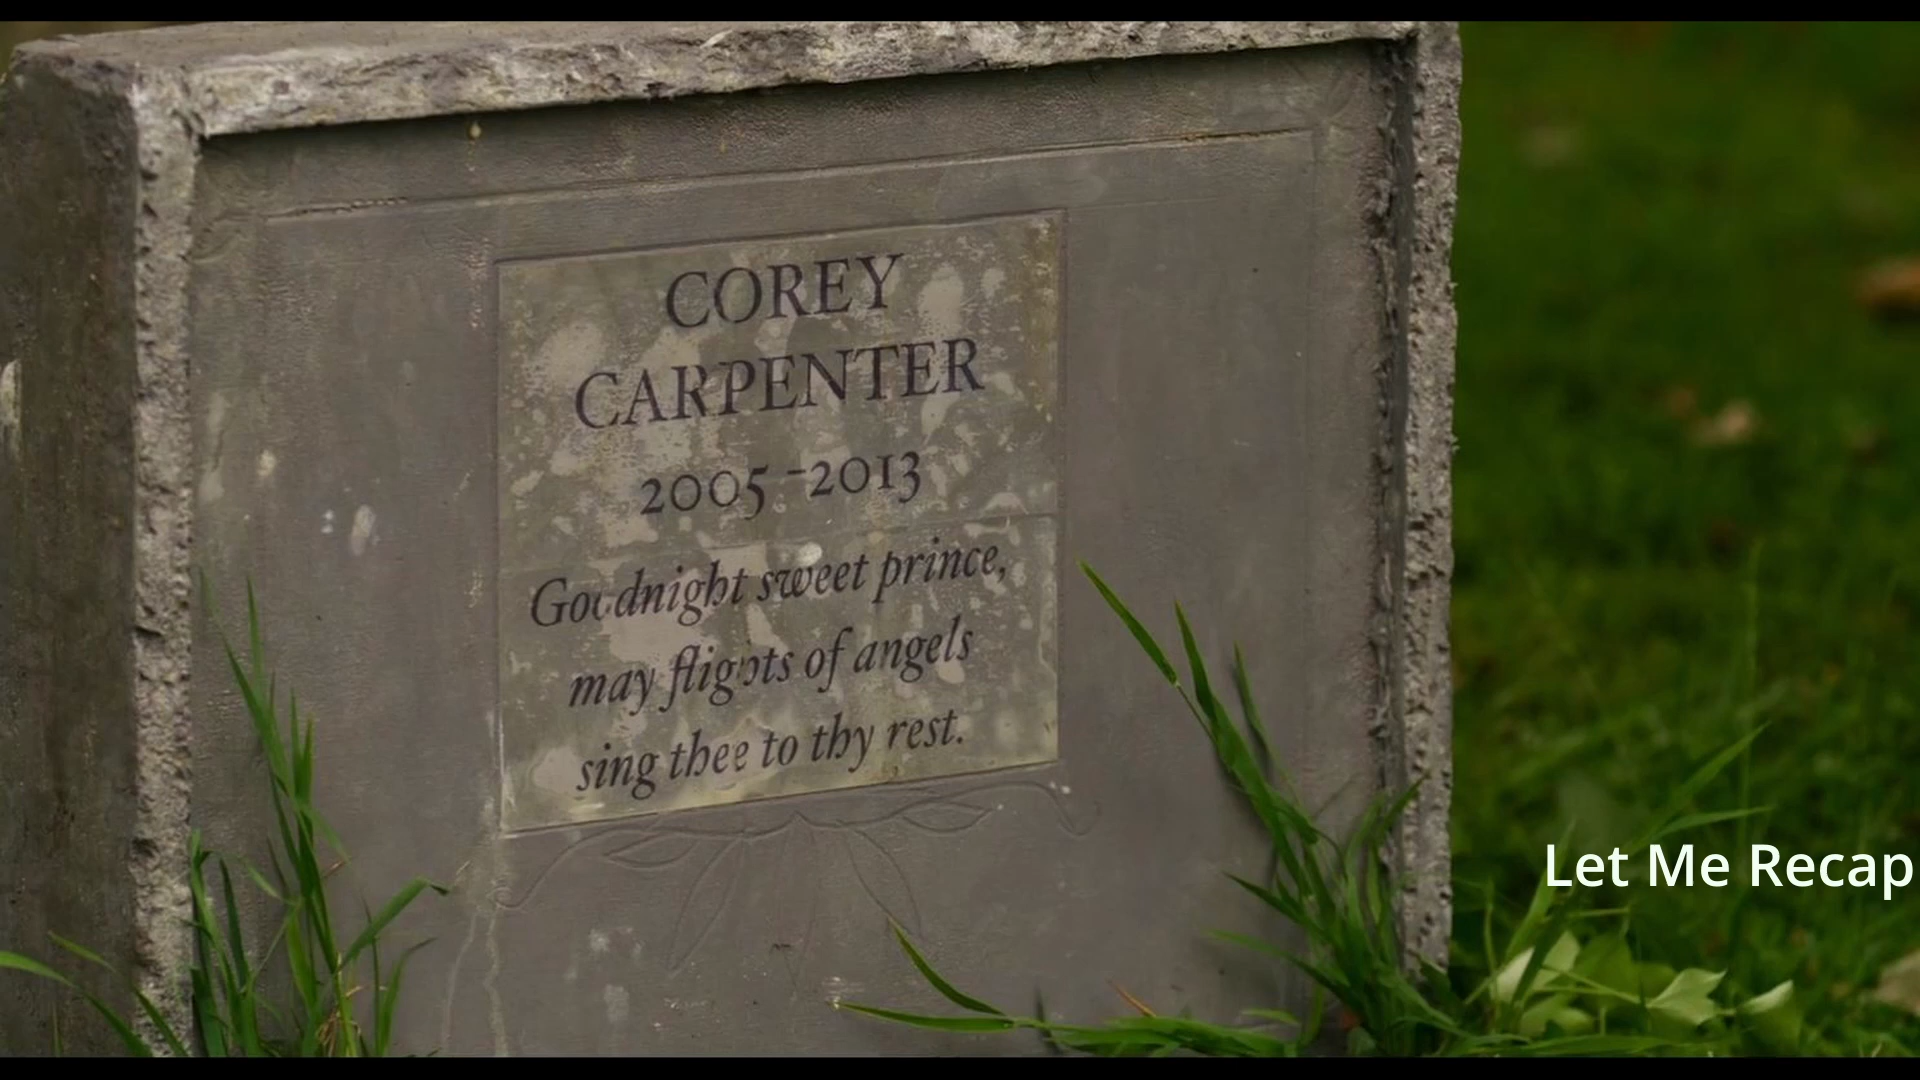 COREY
CARPENTER
2005-2013
Goodnight sweet prince,
may flights of angels
sing thee to thy rest.
Let Me Recap